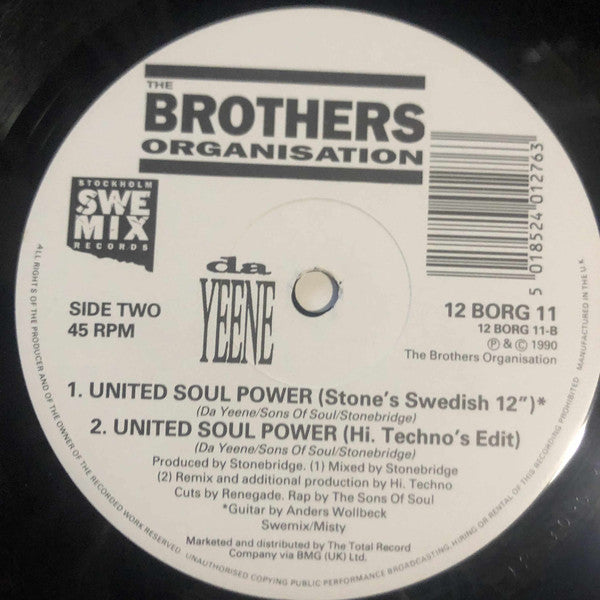 THE
BROTHERS
ORGANISATION
STOCKHOLM
SWE
MIX
RECORDS
da
YEENE
5 018524 012763
SIDE TWO
45 RPM
12 BORG 11
12 BORG 11-B
Ⓟ & © 1990
The Brothers Organisation
1. UNITED SOUL POWER (Stone's Swedish 12")*
(Da Yeene/Sons Of Soul/Stonebridge)
2. UNITED SOUL POWER (Hi. Techno's Edit)
(Da Yeene/Sons Of Soul/Stonebridge)
Produced by Stonebridge. (1) Mixed by Stonebridge
(2) Remix and additional production by Hi. Techno
Cuts by Renegade. Rap by The Sons Of Soul
*Guitar by Anders Wollbeck
Swemix/Misty
Marketed and distributed by The Total Record
Company via BMG (UK) Ltd.
ALL RIGHTS OF THE PRODUCER AND OF THE OWNER OF THE RECORDED WORK RESERVED. UNAUTHORISED COPYING PUBLIC PERFORMANCE BROADCASTING, HIRING OR RENTAL OF THIS RECORDING PROHIBITED MANUFACTURED IN THE U.K.